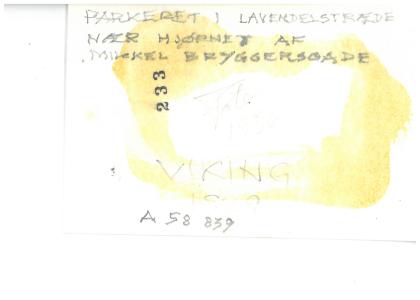 PARKERET I LAVENDELSTRÆDE
NÆR HJØRNET AF
MIKKEL BRYGGERSGADE
233
VIKING
A 58 839